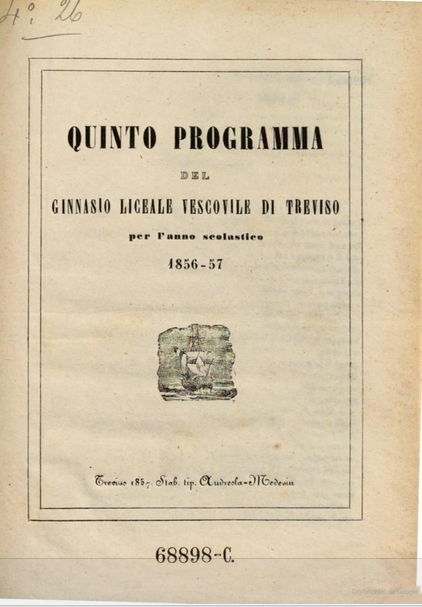 4º. 26
QUINTO PROGRAMMA
DEL
GINNASIO LICEALE VESCOVILE DI TREVISO
per l'anno scolastico
1856-57
Treviso 1857. Stab. tip. Andreola-Medesin
68898-C.